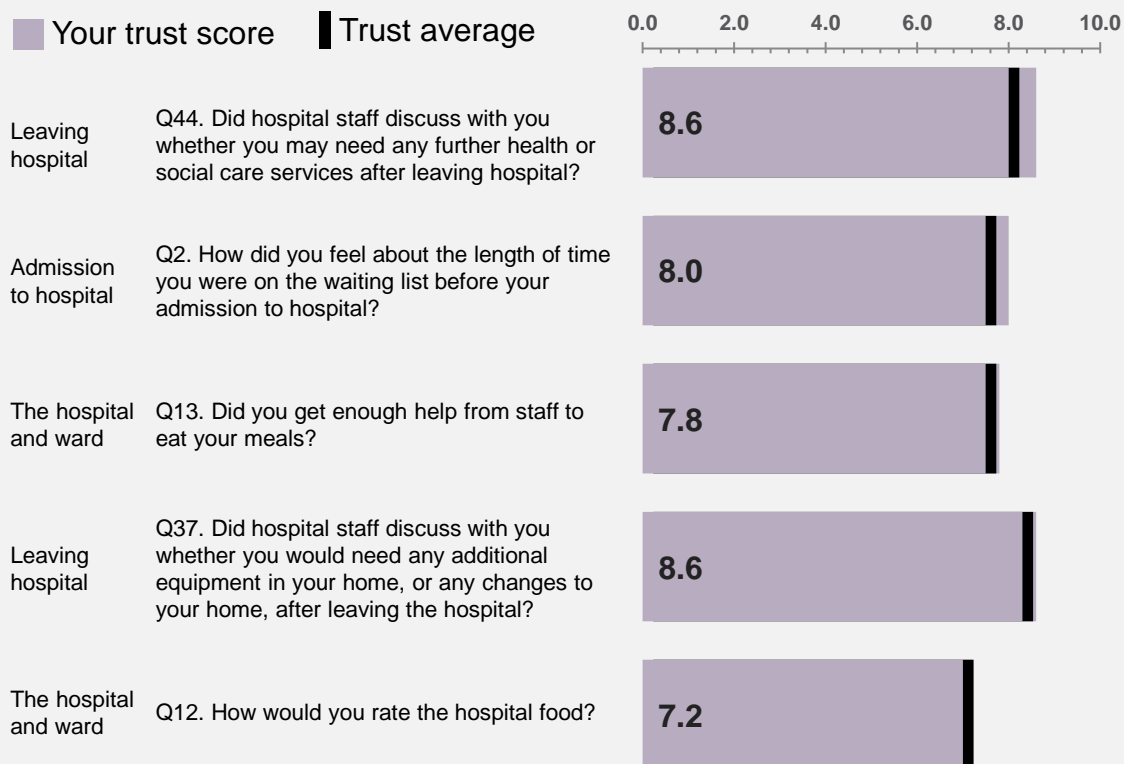 Your trust score
Trust average
0.0 2.0 4.0 6.0 8.0 10.0
Leaving
hospital
Q44. Did hospital staff discuss with you
whether you may need any further health or
social care services after leaving hospital?
8.6
Admission
to hospital
Q2. How did you feel about the length of time
you were on the waiting list before your
admission to hospital?
8.0
The hospital
and ward
Q13. Did you get enough help from staff to
eat your meals?
7.8
Leaving
hospital
Q37. Did hospital staff discuss with you
whether you would need any additional
equipment in your home, or any changes to
your home, after leaving the hospital?
8.6
The hospital
and ward
Q12. How would you rate the hospital food?
7.2